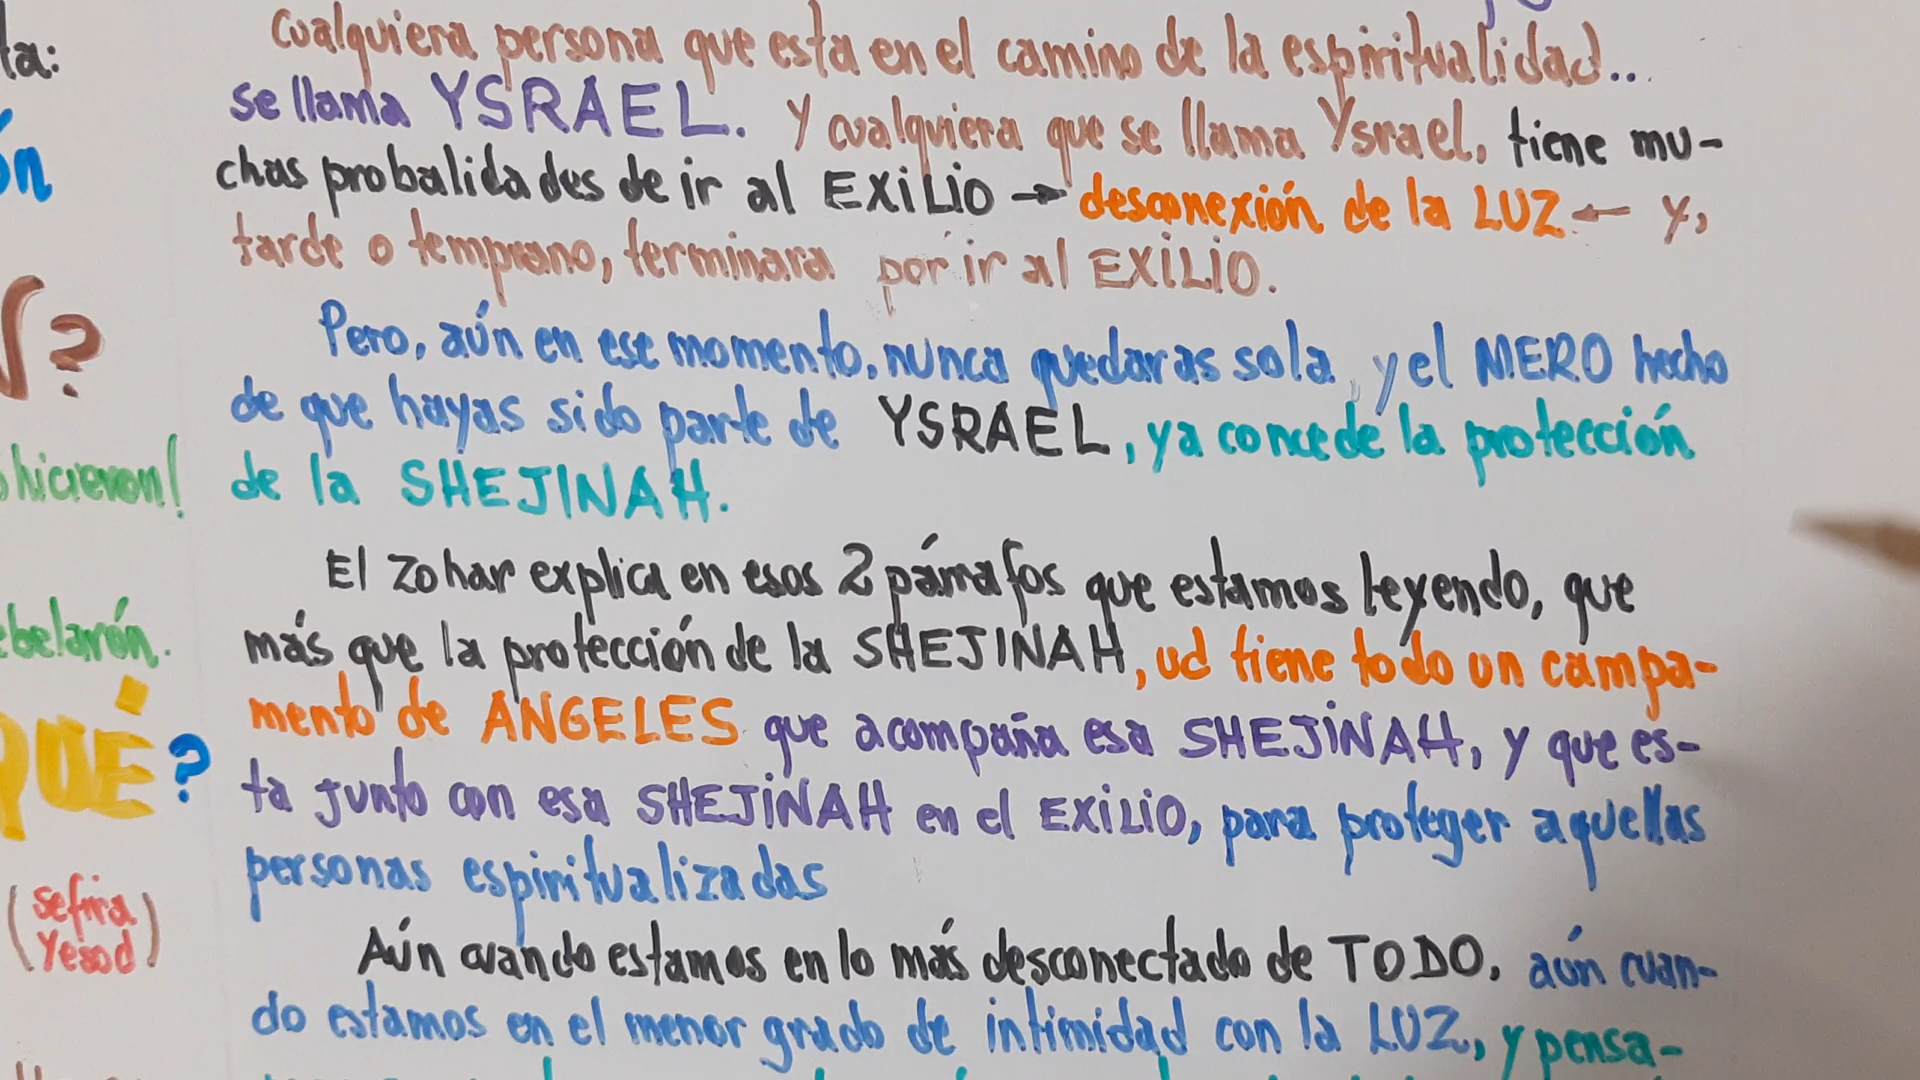 ta:
ón
?
hicieron!
ebelarón.
QUÉ?
(sefira
Yesod)
Cualquiera persona que esta en el camino de la espiritualidad...
se llama YSRAEL. Y cualquiera que se llama Ysrael, tiene mu-
chas probalidades de ir al EXiLiO → desconexión de la LUZ ← y,
tarde o temprano, terminara por ir al EXiLiO.
Pero, aún en ese momento, nunca quedaras sola, y el MERO hecho
de que hayas sido parte de YSRAEL, ya concede la protección
de la SHEJINAH.
El Zohar explica en esos 2 párrafos que estamos leyendo, que
más que la protección de la SHEJINAH, ud tiene todo un campa-
mento de ANGELES que acompaña esa SHEJiNAH, y que es-
ta junto con esa SHEJiNAH en el EXiLiO, para proteger aquellas
personas espiritualizadas
Aún cuando estamos en lo más desconectado de TODO, aún cuan-
do estamos en el menor grado de intimidad con la LUZ, y pensa-